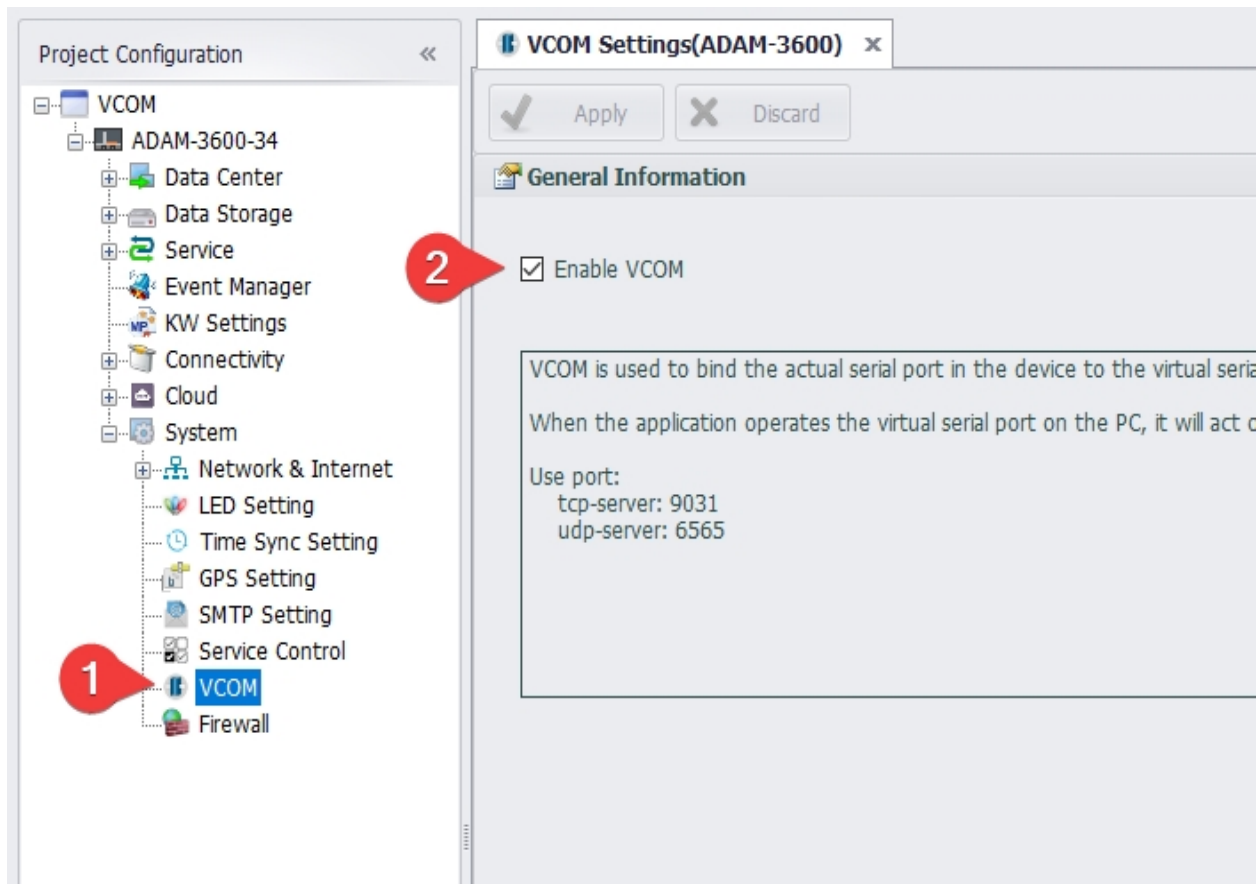 Project Configuration «
VCOM
ADAM-3600-34
Data Center
Data Storage
Service
Event Manager
KW Settings
Connectivity
Cloud
System
Network & Internet
LED Setting
Time Sync Setting
GPS Setting
SMTP Setting
Service Control
1
VCOM
Firewall
VCOM Settings(ADAM-3600) x
Apply
Discard
General Information
2
Enable VCOM
VCOM is used to bind the actual serial port in the device to the virtual seria
When the application operates the virtual serial port on the PC, it will act o
Use port:
tcp-server: 9031
udp-server: 6565